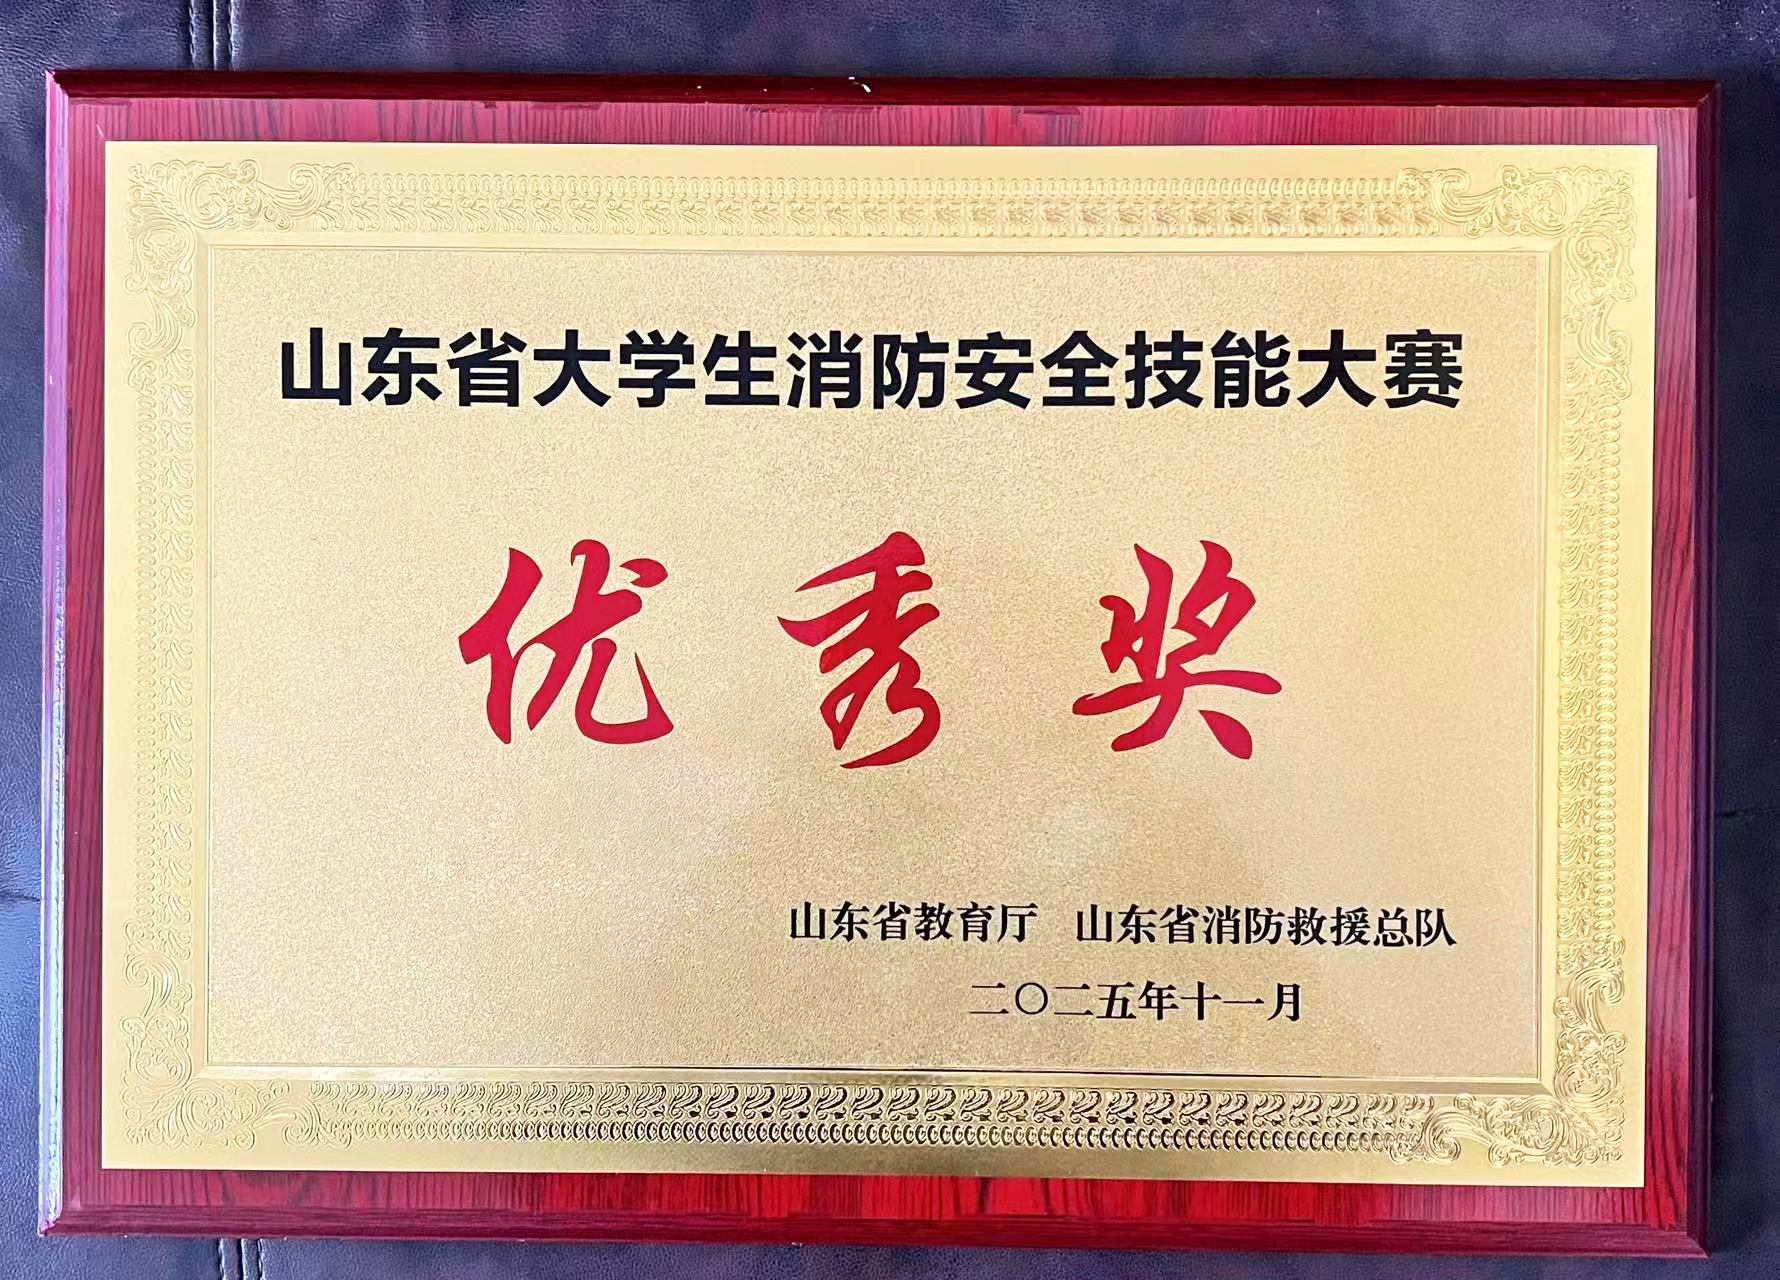 山东省大学生消防安全技能大赛
优秀奖
山东省教育厅 山东省消防救援总队
二〇二五年十一月